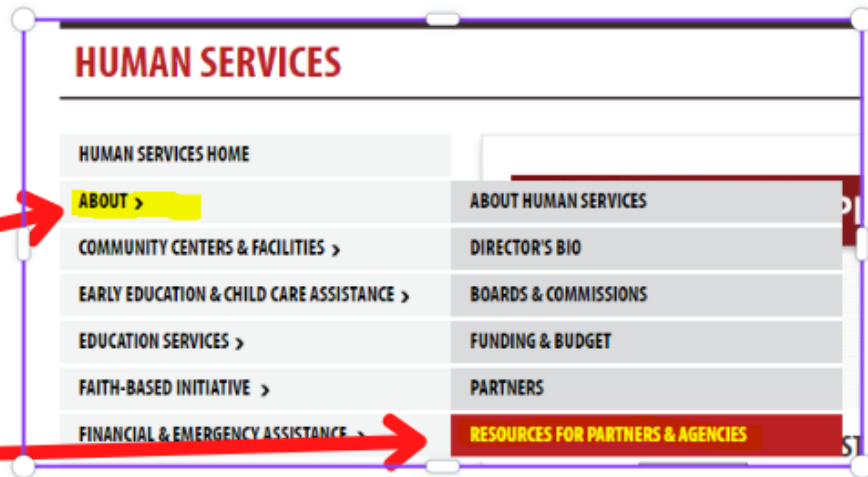 HUMAN SERVICES
HUMAN SERVICES HOME
ABOUT >
COMMUNITY CENTERS & FACILITIES >
EARLY EDUCATION & CHILD CARE ASSISTANCE >
EDUCATION SERVICES >
FAITH-BASED INITIATIVE >
FINANCIAL & EMERGENCY ASSISTANCE >
ABOUT HUMAN SERVICES
DIRECTOR'S BIO
BOARDS & COMMISSIONS
FUNDING & BUDGET
PARTNERS
RESOURCES FOR PARTNERS & AGENCIES